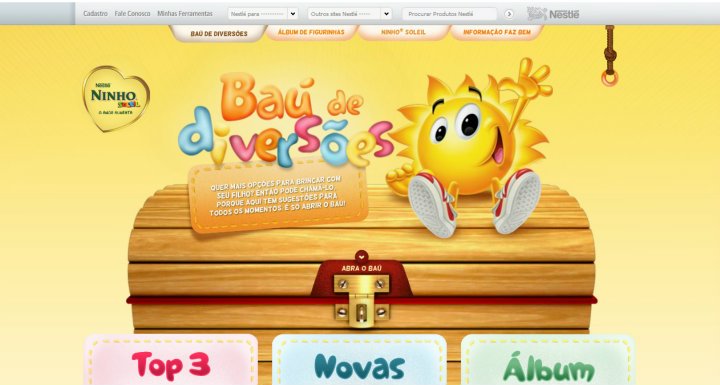 Cadastro Fale Conosco Minhas Ferramentas Nestlé para ---------- Outros sites Nestlé ----- Procurar Produtos Nestlé Nestlé
BAÚ DE DIVERSÕES ÁLBUM DE FIGURINHAS NINHO® SOLEIL INFORMAÇÃO FAZ BEM
Nestlé
NINHO
SOLEIL
Baú de
diversões
QUER MAIS OPÇÕES PARA BRINCAR COM
SEU FILHO? ENTÃO PODE CHAMÁ-LO,
PORQUE AQUI TEM SUGESTÕES PARA
TODOS OS MOMENTOS. É SÓ ABRIR O BAÚ!
ABRA O BAÚ
Top 3 Novas Álbum